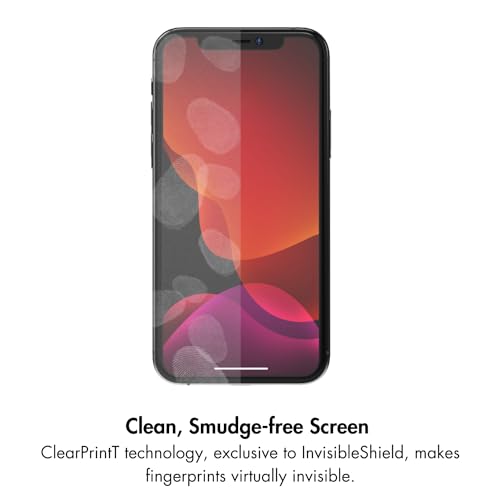 Clean, Smudge-free Screen
ClearPrintT technology, exclusive to InvisibleShield, makes
fingerprints virtually invisible.